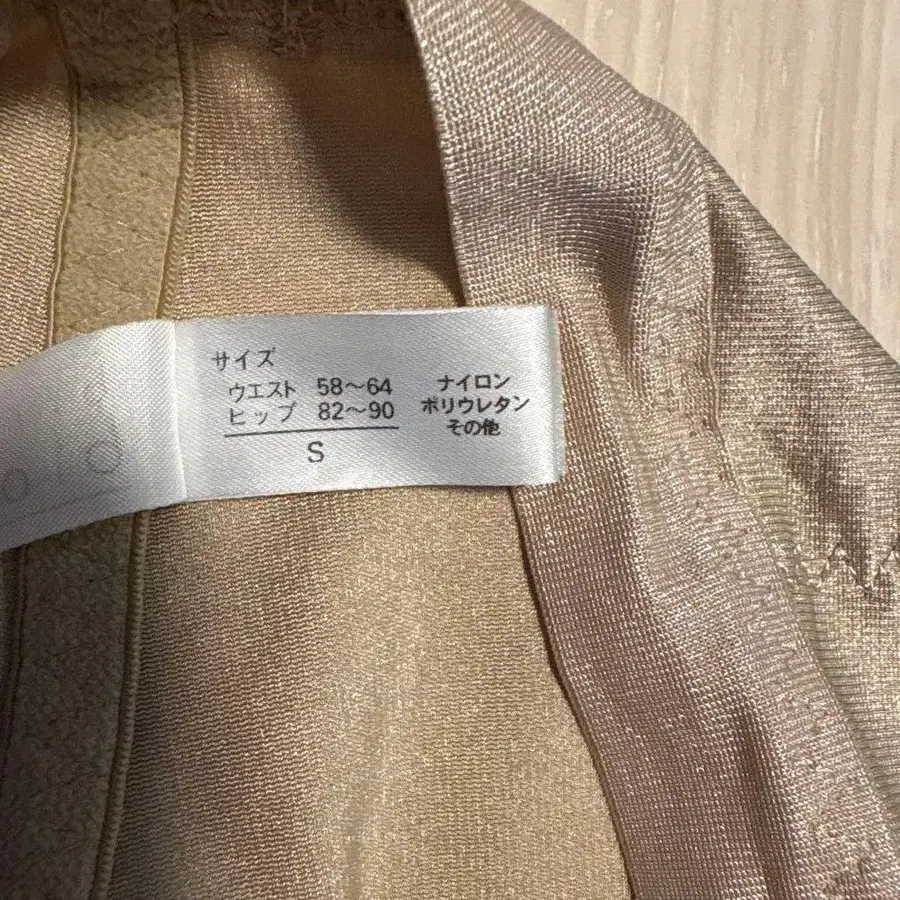 サイズ
ウエスト 58～64
ヒップ 82～90
S
ナイロン
ポリウレタン
その他